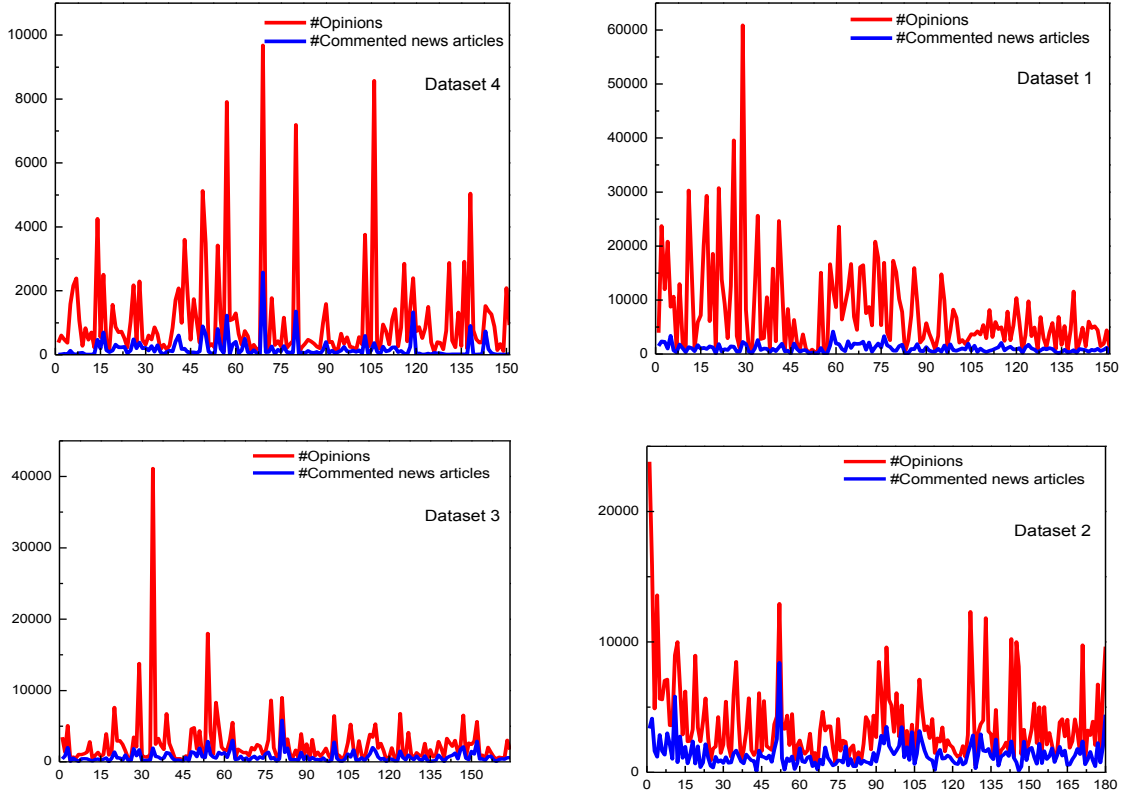 #Opinions
#Commented news articles
Dataset 4
10000
8000
6000
4000
2000
0
0 15 30 45 60 75 90 105 120 135 150
#Opinions
#Commented news articles
Dataset 1
60000
50000
40000
30000
20000
10000
0
0 15 30 45 60 75 90 105 120 135 150
#Opinions
#Commented news articles
Dataset 3
40000
30000
20000
10000
0
0 15 30 45 60 75 90 105 120 135 150
#Opinions
#Commented news articles
Dataset 2
20000
10000
0
0 15 30 45 60 75 90 105 120 135 150 165 180